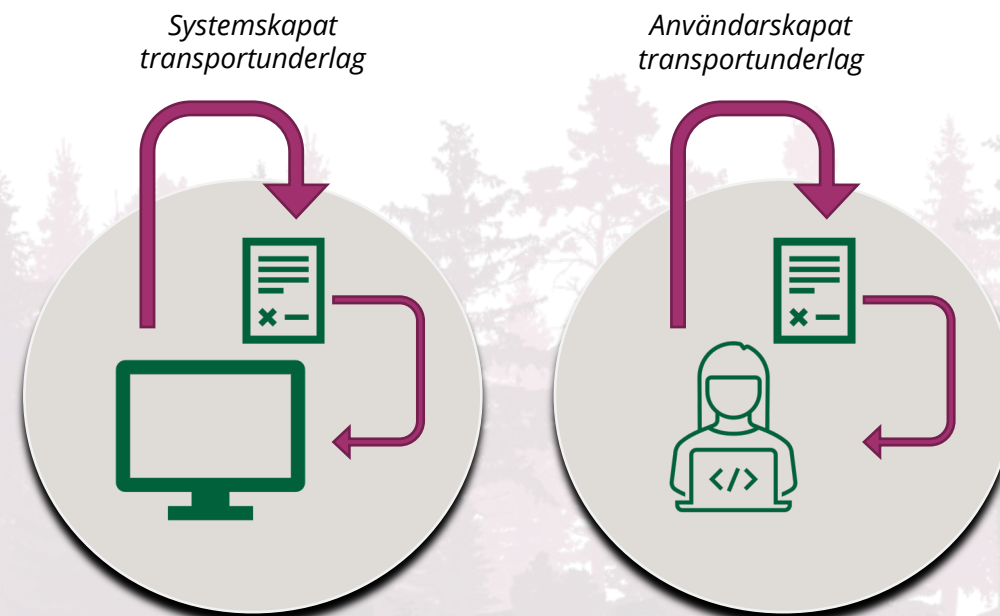 Systemskapat
transportunderlag
Användarskapat
transportunderlag
</>